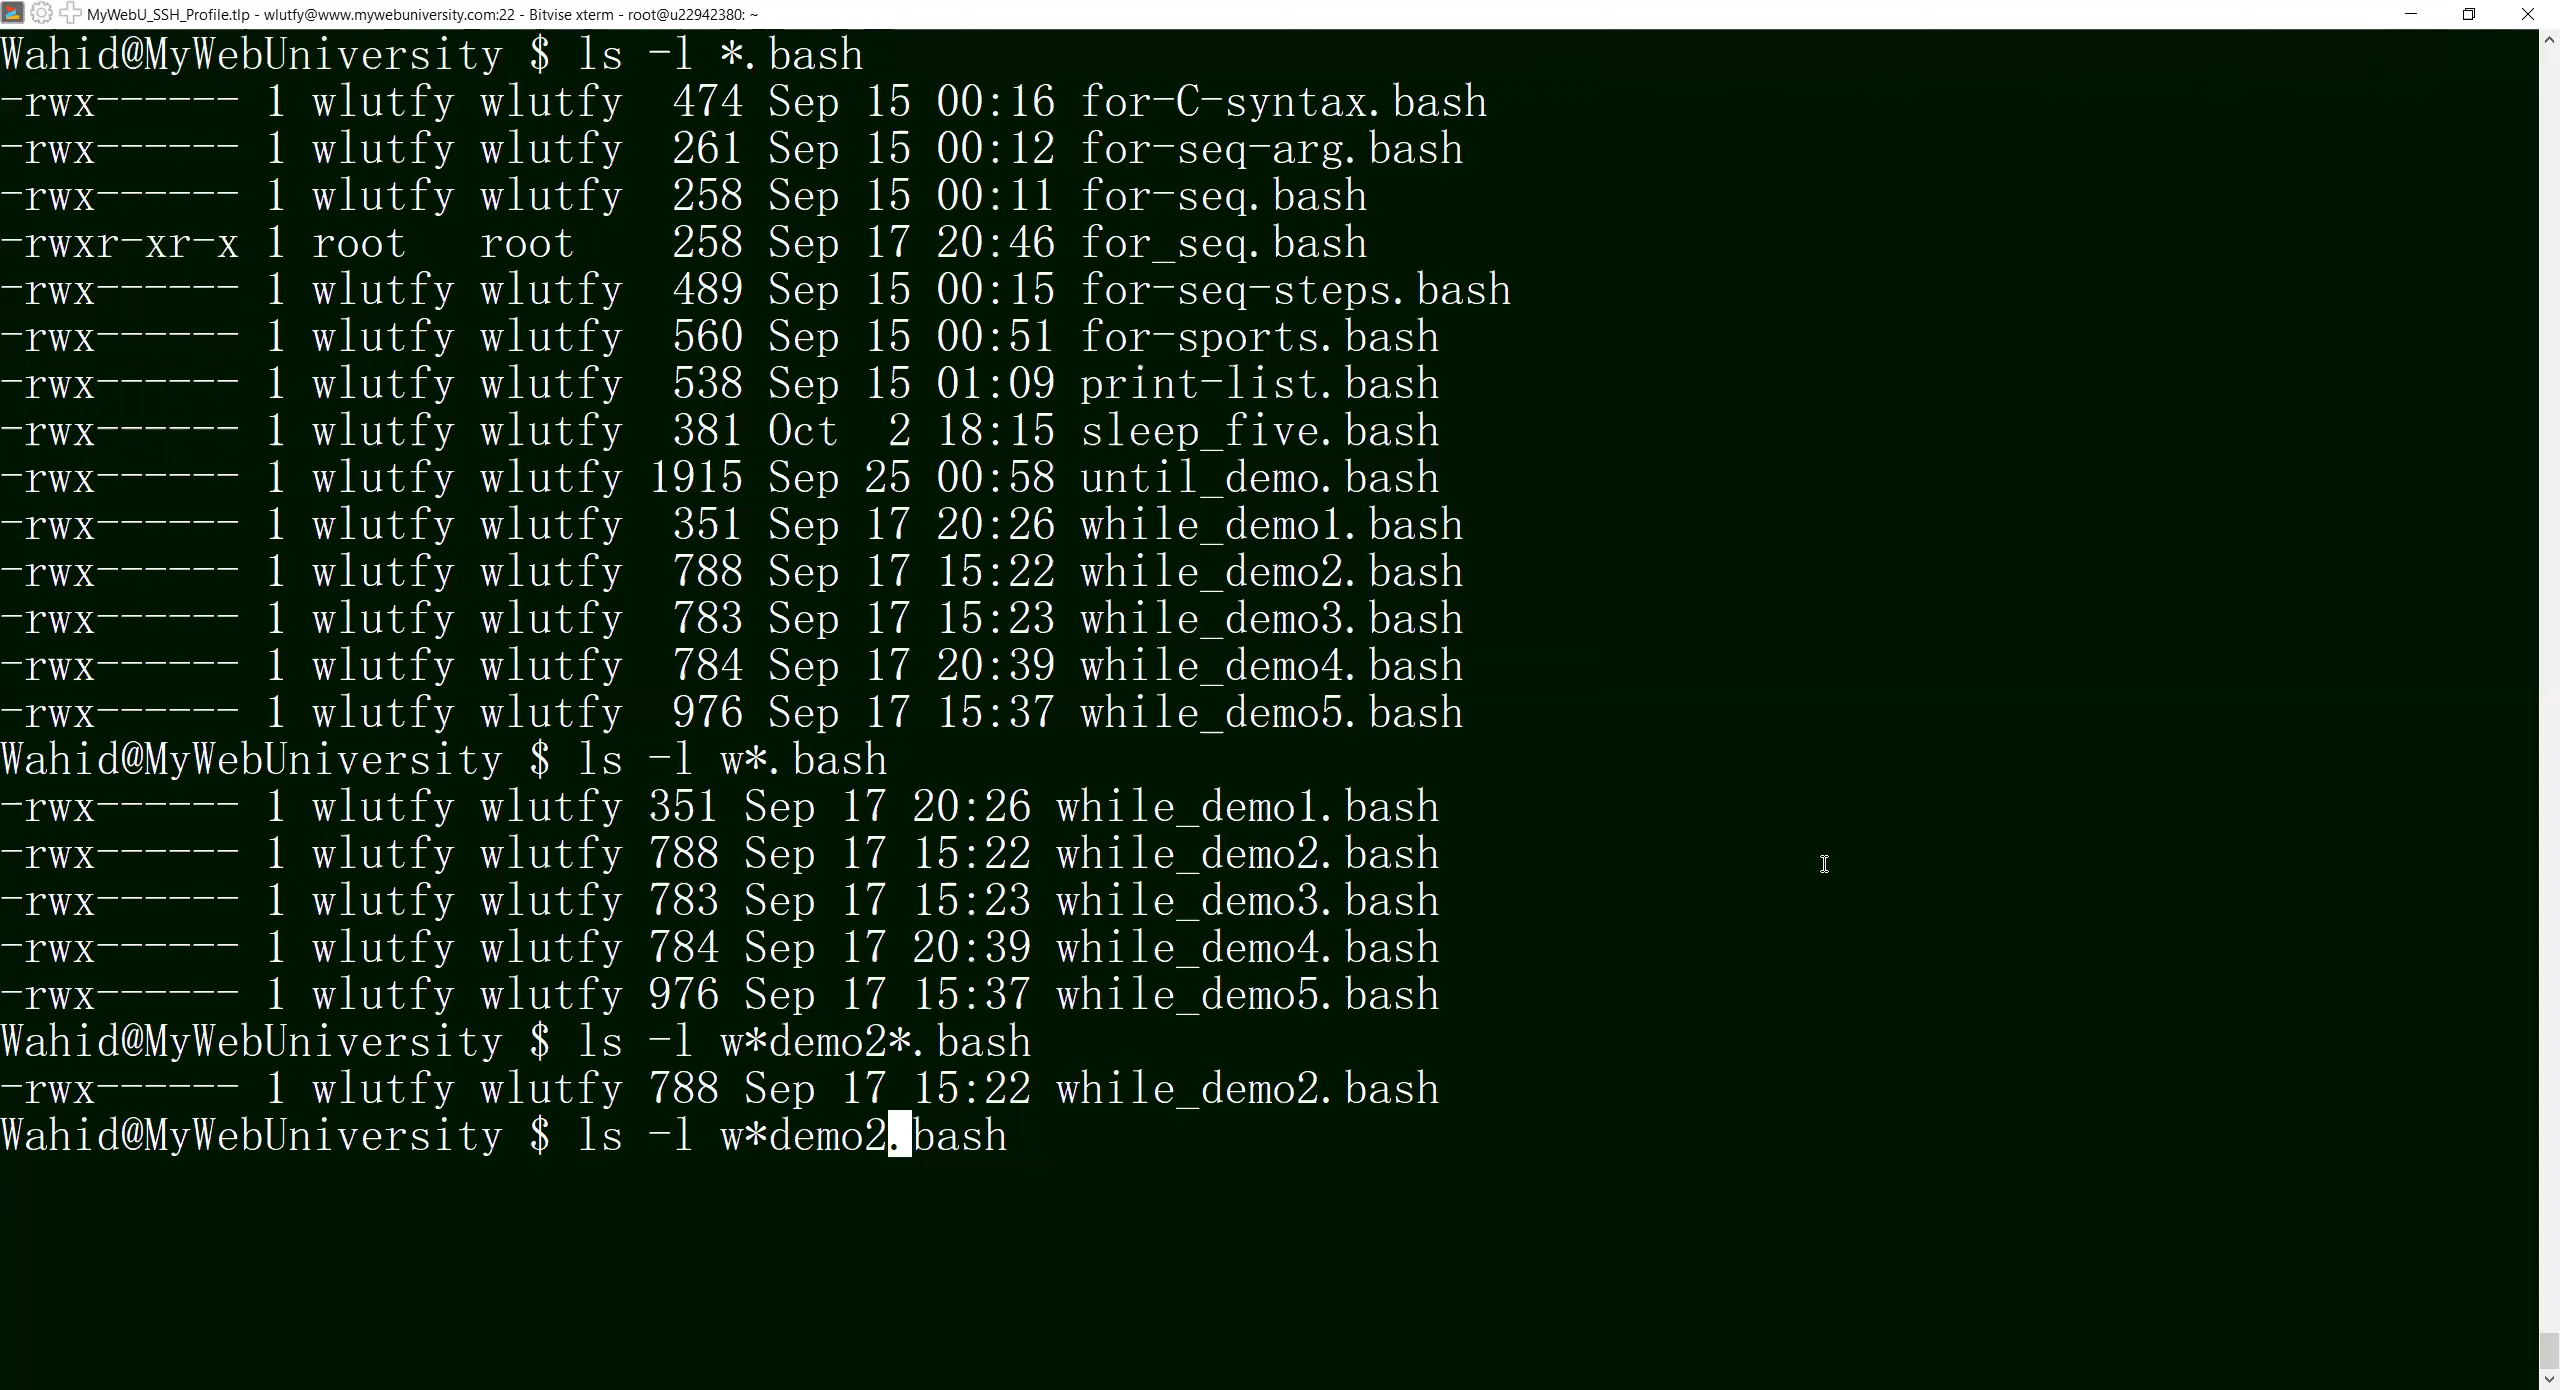 MyWebU_SSH_Profile.tlp - wlutfy@www.mywebuniversity.com:22 - Bitvise xterm - root@u22942380: ~
Wahid@MyWebUniversity $ ls -l *.bash
-rwx------ 1 wlutfy wlutfy  474 Sep 15 00:16 for-C-syntax.bash
-rwx------ 1 wlutfy wlutfy  261 Sep 15 00:12 for-seq-arg.bash
-rwx------ 1 wlutfy wlutfy  258 Sep 15 00:11 for-seq.bash
-rwxr-xr-x 1 root   root    258 Sep 17 20:46 for_seq.bash
-rwx------ 1 wlutfy wlutfy  489 Sep 15 00:15 for-seq-steps.bash
-rwx------ 1 wlutfy wlutfy  560 Sep 15 00:51 for-sports.bash
-rwx------ 1 wlutfy wlutfy  538 Sep 15 01:09 print-list.bash
-rwx------ 1 wlutfy wlutfy  381 Oct  2 18:15 sleep_five.bash
-rwx------ 1 wlutfy wlutfy 1915 Sep 25 00:58 until_demo.bash
-rwx------ 1 wlutfy wlutfy  351 Sep 17 20:26 while_demo1.bash
-rwx------ 1 wlutfy wlutfy  788 Sep 17 15:22 while_demo2.bash
-rwx------ 1 wlutfy wlutfy  783 Sep 17 15:23 while_demo3.bash
-rwx------ 1 wlutfy wlutfy  784 Sep 17 20:39 while_demo4.bash
-rwx------ 1 wlutfy wlutfy  976 Sep 17 15:37 while_demo5.bash
Wahid@MyWebUniversity $ ls -l w*.bash
-rwx------ 1 wlutfy wlutfy 351 Sep 17 20:26 while_demo1.bash
-rwx------ 1 wlutfy wlutfy 788 Sep 17 15:22 while_demo2.bash
-rwx------ 1 wlutfy wlutfy 783 Sep 17 15:23 while_demo3.bash
-rwx------ 1 wlutfy wlutfy 784 Sep 17 20:39 while_demo4.bash
-rwx------ 1 wlutfy wlutfy 976 Sep 17 15:37 while_demo5.bash
Wahid@MyWebUniversity $ ls -l w*demo2*.bash
-rwx------ 1 wlutfy wlutfy 788 Sep 17 15:22 while_demo2.bash
Wahid@MyWebUniversity $ ls -l w*demo2.bash